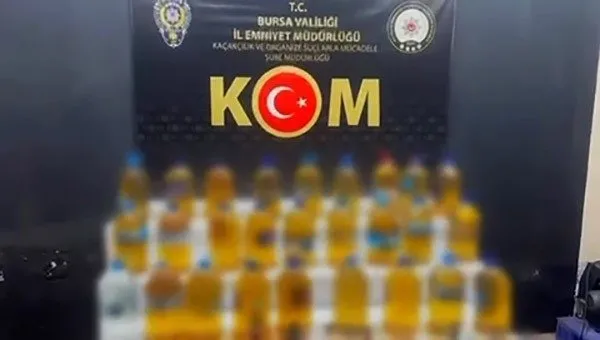 T.C.
BURSA VALİLİĞİ
İL EMNİYET MÜDÜRLÜĞÜ
KAÇAKÇILIK VE ORGANİZE SUÇLARLA MÜCADELE
ŞUBE MÜDÜRLÜĞÜ
KOM